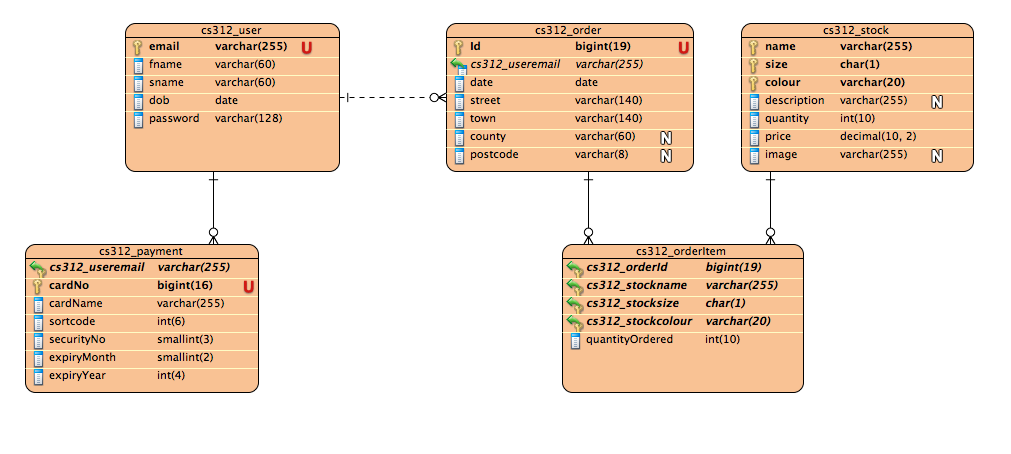 cs312_user
email varchar(255) U
fname varchar(60)
sname varchar(60)
dob date
password varchar(128)
cs312_order
Id bigint(19) U
cs312_useremail varchar(255)
date date
street varchar(140)
town varchar(140)
county varchar(60) N
postcode varchar(8) N
cs312_stock
name varchar(255)
size char(1)
colour varchar(20)
description varchar(255) N
quantity int(10)
price decimal(10, 2)
image varchar(255) N
cs312_payment
cs312_useremail varchar(255)
cardNo bigint(16) U
cardName varchar(255)
sortcode int(6)
securityNo smallint(3)
expiryMonth smallint(2)
expiryYear int(4)
cs312_orderItem
cs312_orderId bigint(19)
cs312_stockname varchar(255)
cs312_stocksize char(1)
cs312_stockcolour varchar(20)
quantityOrdered int(10)